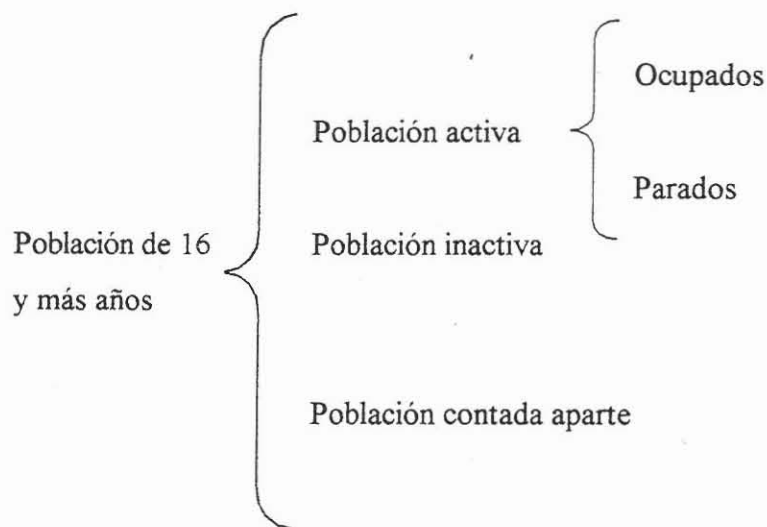 Ocupados
Población activa
Parados
Población de 16
y más años
Población inactiva
Población contada aparte